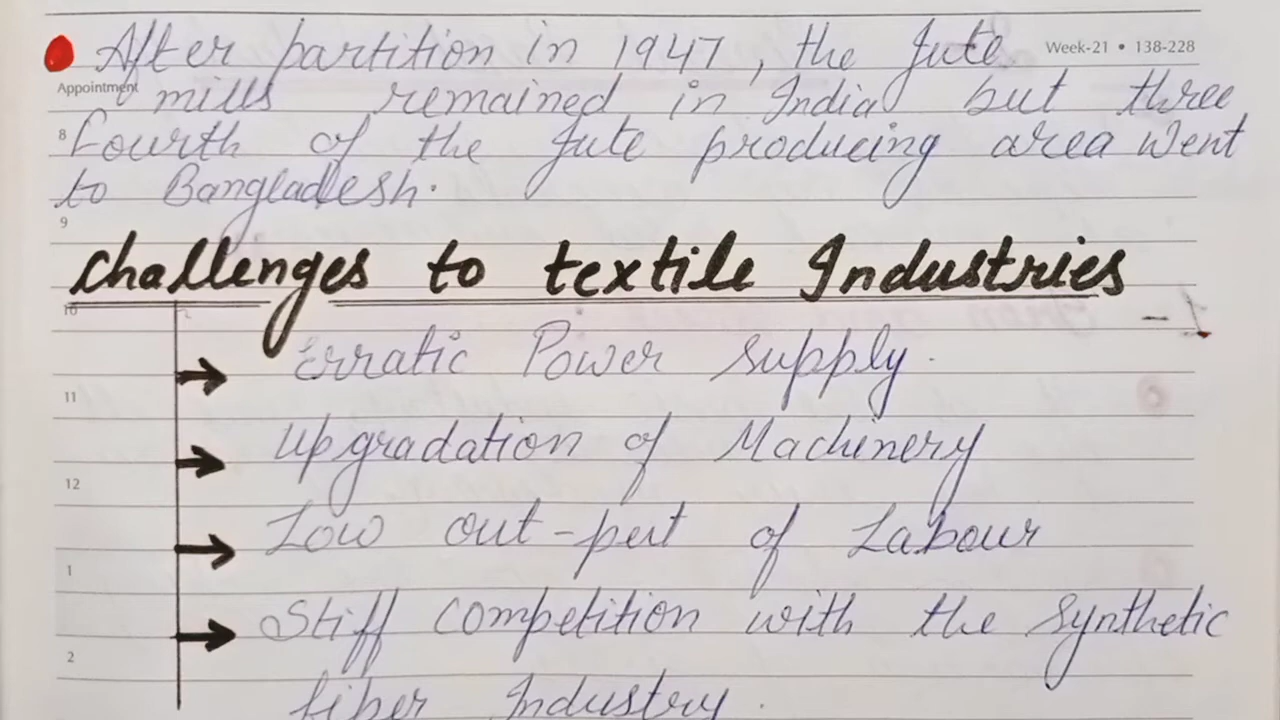 After partition in 1947, the Jute
Week-21 • 138-228
Appointment
mills remained in India but three
8
fourth of the Jute producing area went
to Bangladesh.
9
Challenges to textile Industries
10
Erratic Power supply.
11
Upgradation of Machinery
12
Low out-put of Labour
1
Stiff competition with the Synthetic
2
fiber Industry.